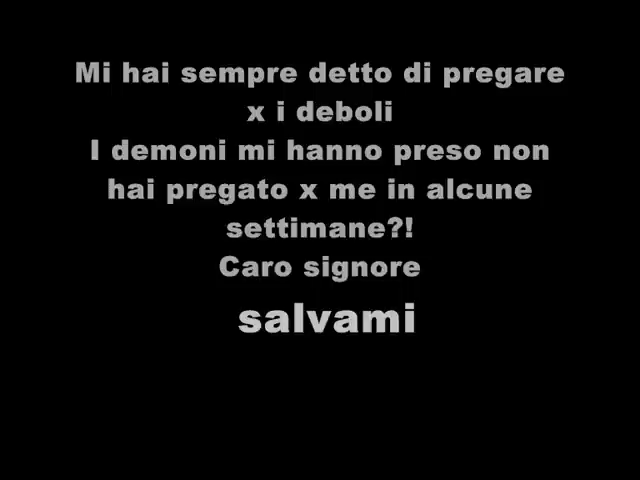 Mi hai sempre detto di pregare
x i deboli
I demoni mi hanno preso non
hai pregato x me in alcune
settimane?!
Caro signore
salvami